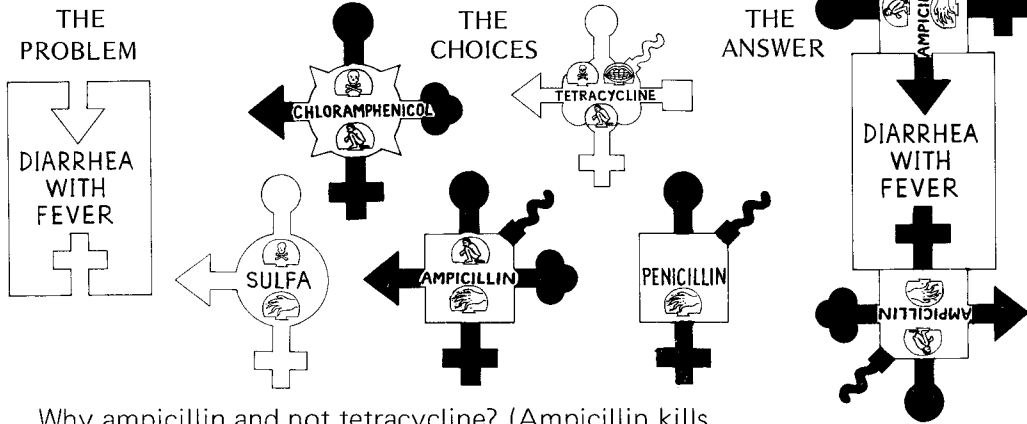 THE
PROBLEM
DIARRHEA
WITH
FEVER
THE
CHOICES
CHLORAMPHENICOL
TETRACYCLINE
SULFA
AMPICILLIN
PENICILLIN
THE
ANSWER
DIARRHEA
WITH
FEVER
AMPICILLIN
Why ampicillin and not tetracycline? (Ampicillin kills